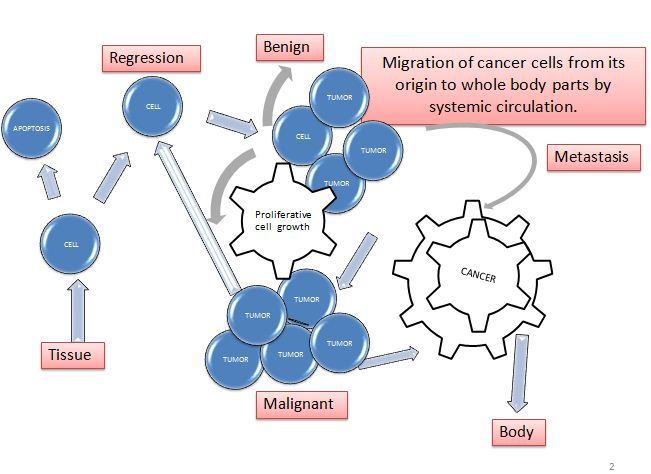 Regression
Benign
Migration of cancer cells from its
origin to whole body parts by
systemic circulation.
Metastasis
APOPTOSIS
CELL
CELL
TUMOR
CELL
TUMOR
TUMOR
Proliferative
cell growth
CELL
CANCER
TUMOR
TUMOR
TUMOR
TUMOR
TUMOR
Tissue
Malignant
Body
2